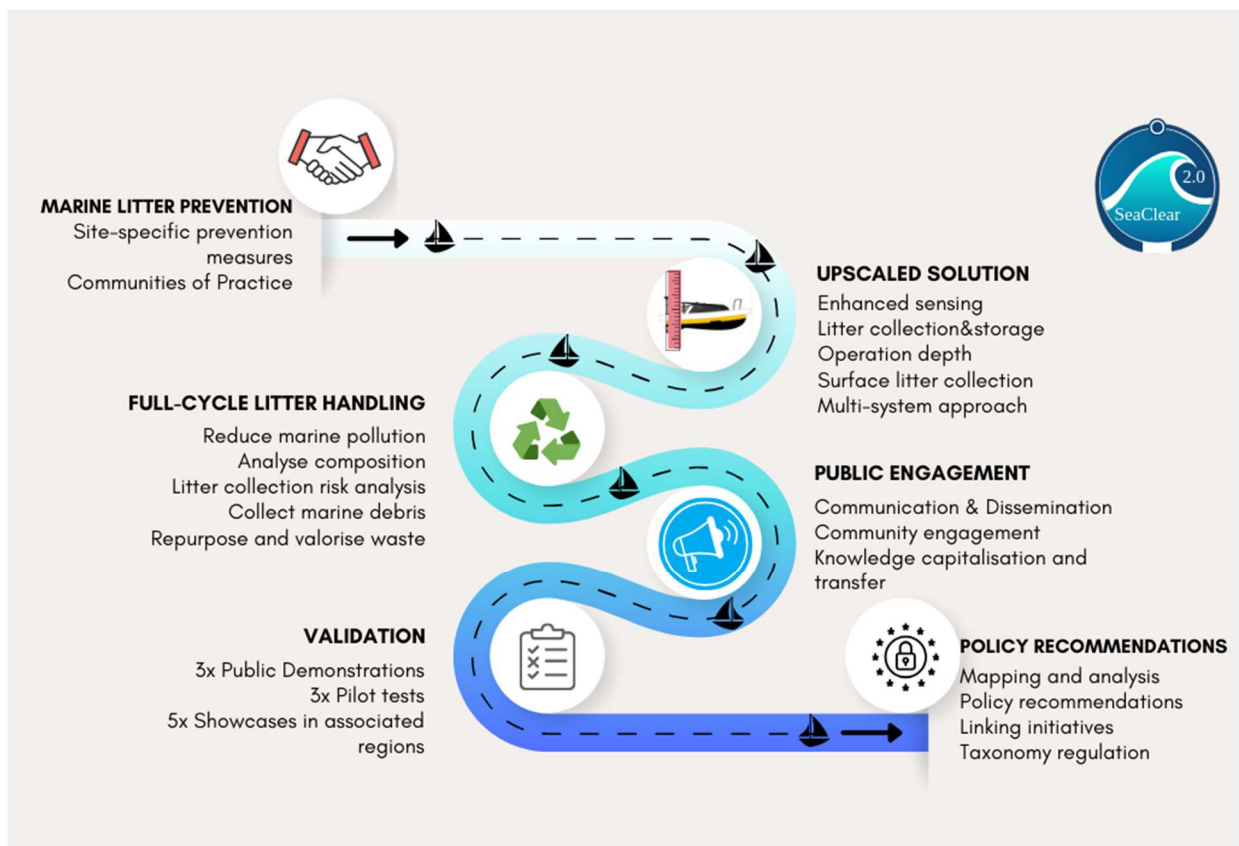 MARINE LITTER PREVENTION
Site-specific prevention
measures
Communities of Practice
2.0
SeaClear
UPSCALED SOLUTION
Enhanced sensing
Litter collection&storage
Operation depth
Surface litter collection
Multi-system approach
FULL-CYCLE LITTER HANDLING
Reduce marine pollution
Analyse composition
Litter collection risk analysis
Collect marine debris
Repurpose and valorise waste
PUBLIC ENGAGEMENT
Communication & Dissemination
Community engagement
Knowledge capitalisation and
transfer
VALIDATION
3x Public Demonstrations
3x Pilot tests
5x Showcases in associated
regions
POLICY RECOMMENDATIONS
Mapping and analysis
Policy recommendations
Linking initiatives
Taxonomy regulation